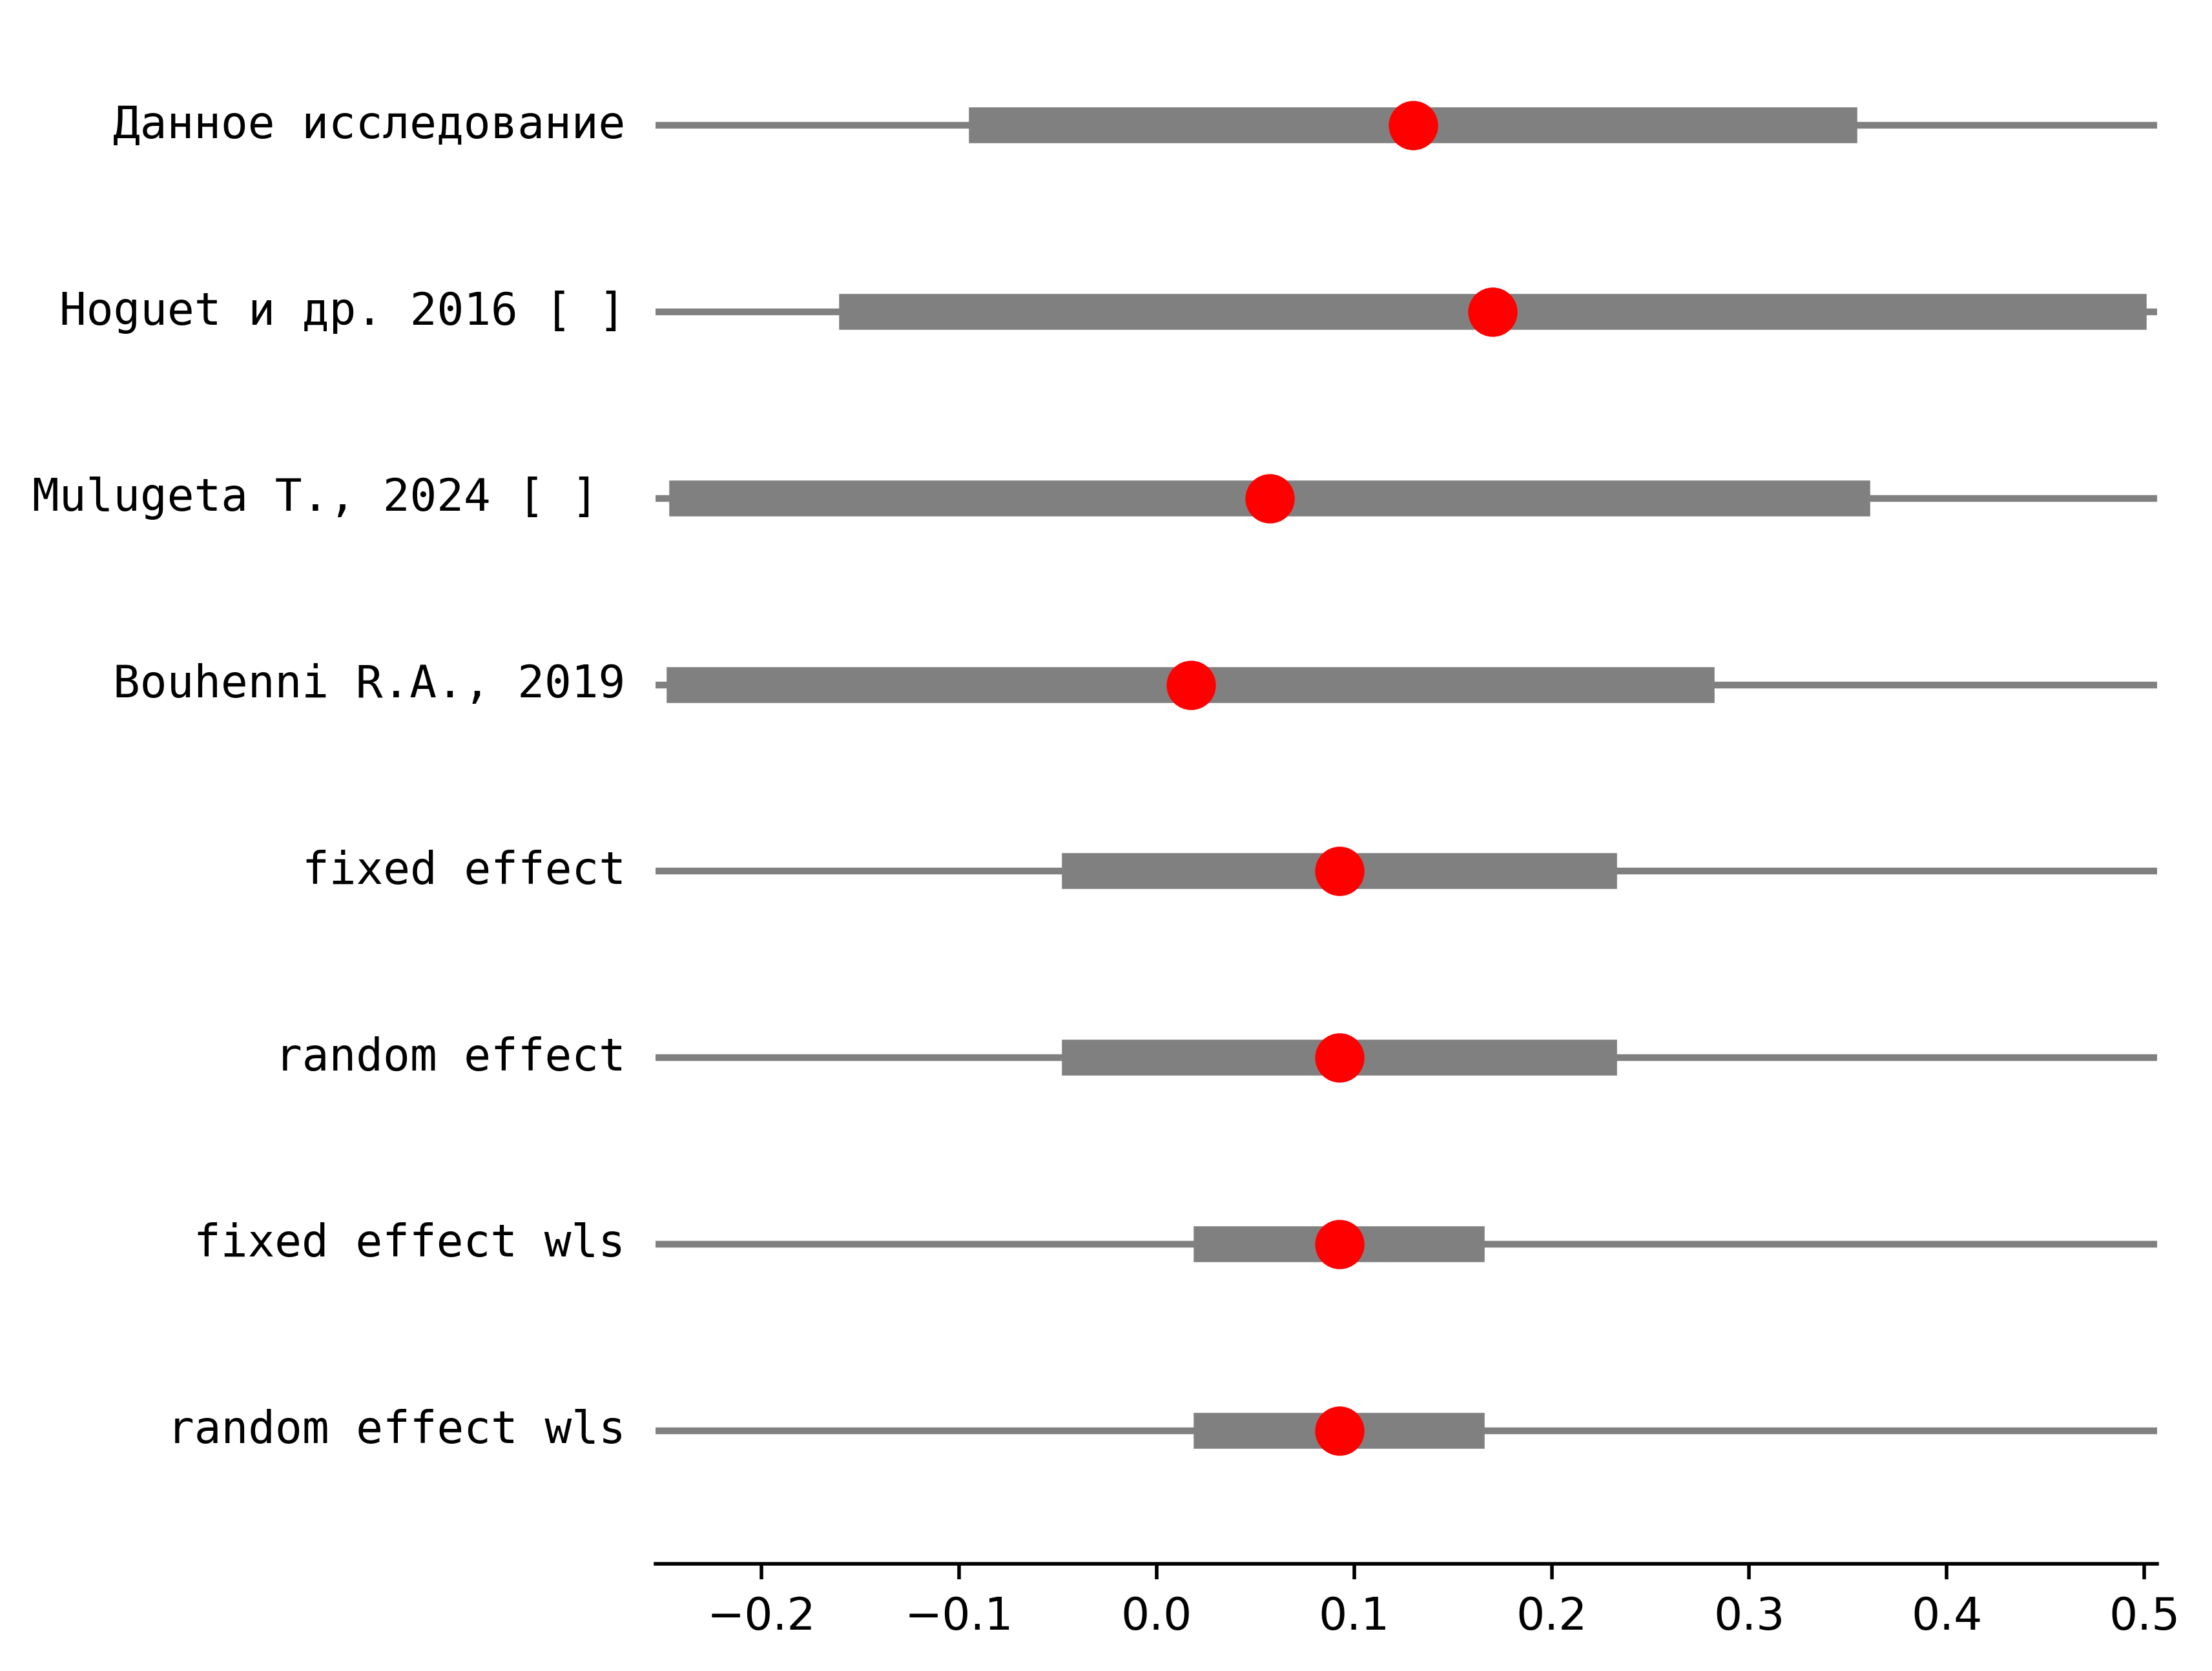 Данное исследование
Hoguet и др. 2016 [ ]
Mulugeta T., 2024 [ ]
Bouhenni R.A., 2019
fixed effect
random effect
fixed effect wls
random effect wls
−0.2 −0.1 0.0 0.1 0.2 0.3 0.4 0.5